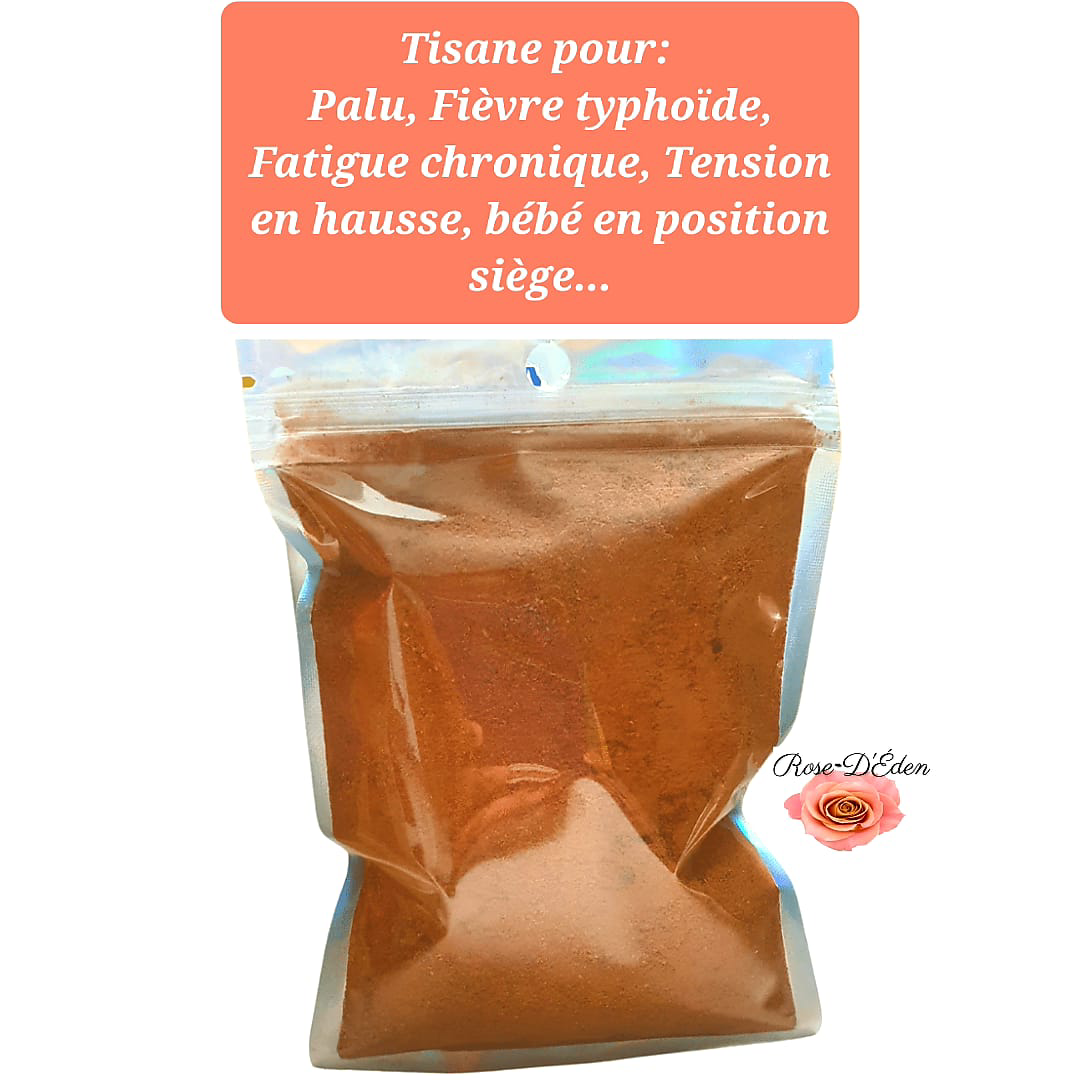 Tisane pour:
Palu, Fièvre typhoïde,
Fatigue chronique, Tension
en hausse, bébé en position
siège...
Rose-D'Éden